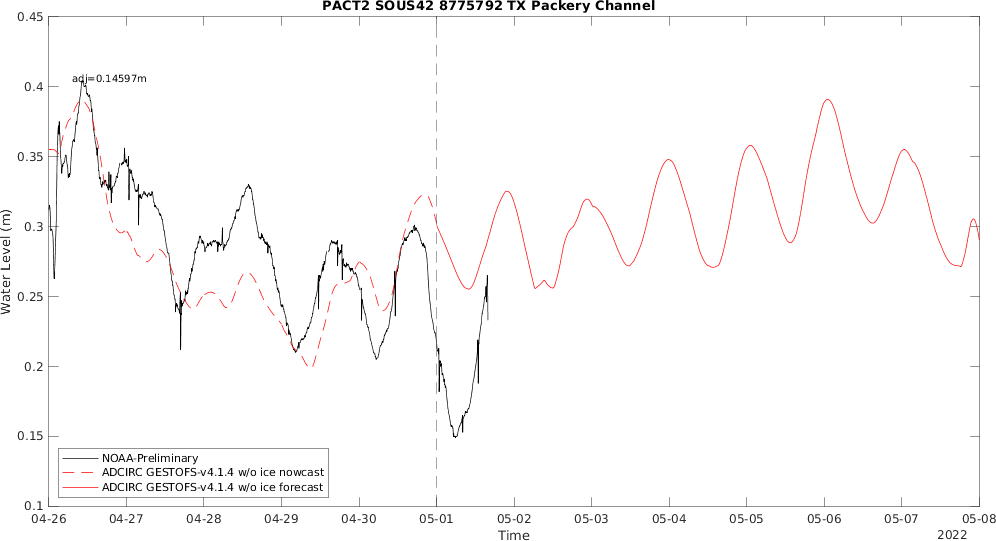 PACT2 SOUS42 8775792 TX Packery Channel
0.45
0.4
0.35
0.3
0.25
0.2
0.15
0.1
Water Level (m)
adj=0.14597m
NOAA-Preliminary
ADCIRC GESTOFS-v4.1.4 w/o ice nowcast
ADCIRC GESTOFS-v4.1.4 w/o ice forecast
04-26 04-27 04-28 04-29 04-30 05-01 05-02 05-03 05-04 05-05 05-06 05-07 05-08
Time
2022